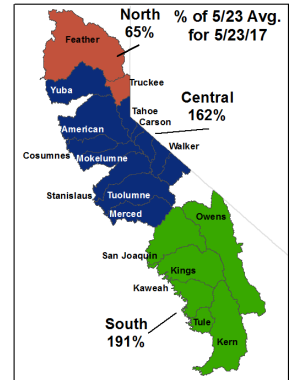 North
65%
% of 5/23 Avg.
for 5/23/17
Feather
Truckee
Yuba
Central
162%
Tahoe
Carson
American
Walker
Cosumnes
Mokelumne
Stanislaus
Tuolumne
Merced
Owens
San Joaquin
Kings
Kaweah
South
191%
Tule
Kern